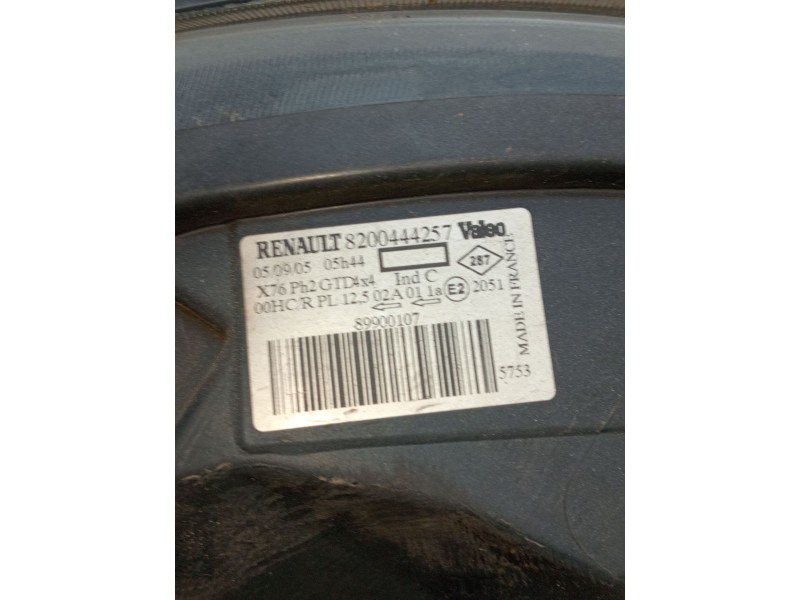 RENAULT 8200444257 Valeo
05/09/05 05h44
287
X76 Ph2 GTD4x4 Ind C
00HC/R PL 12.5 02A 01 1a E2 2051
89900107
5753
MADE IN FRANCE